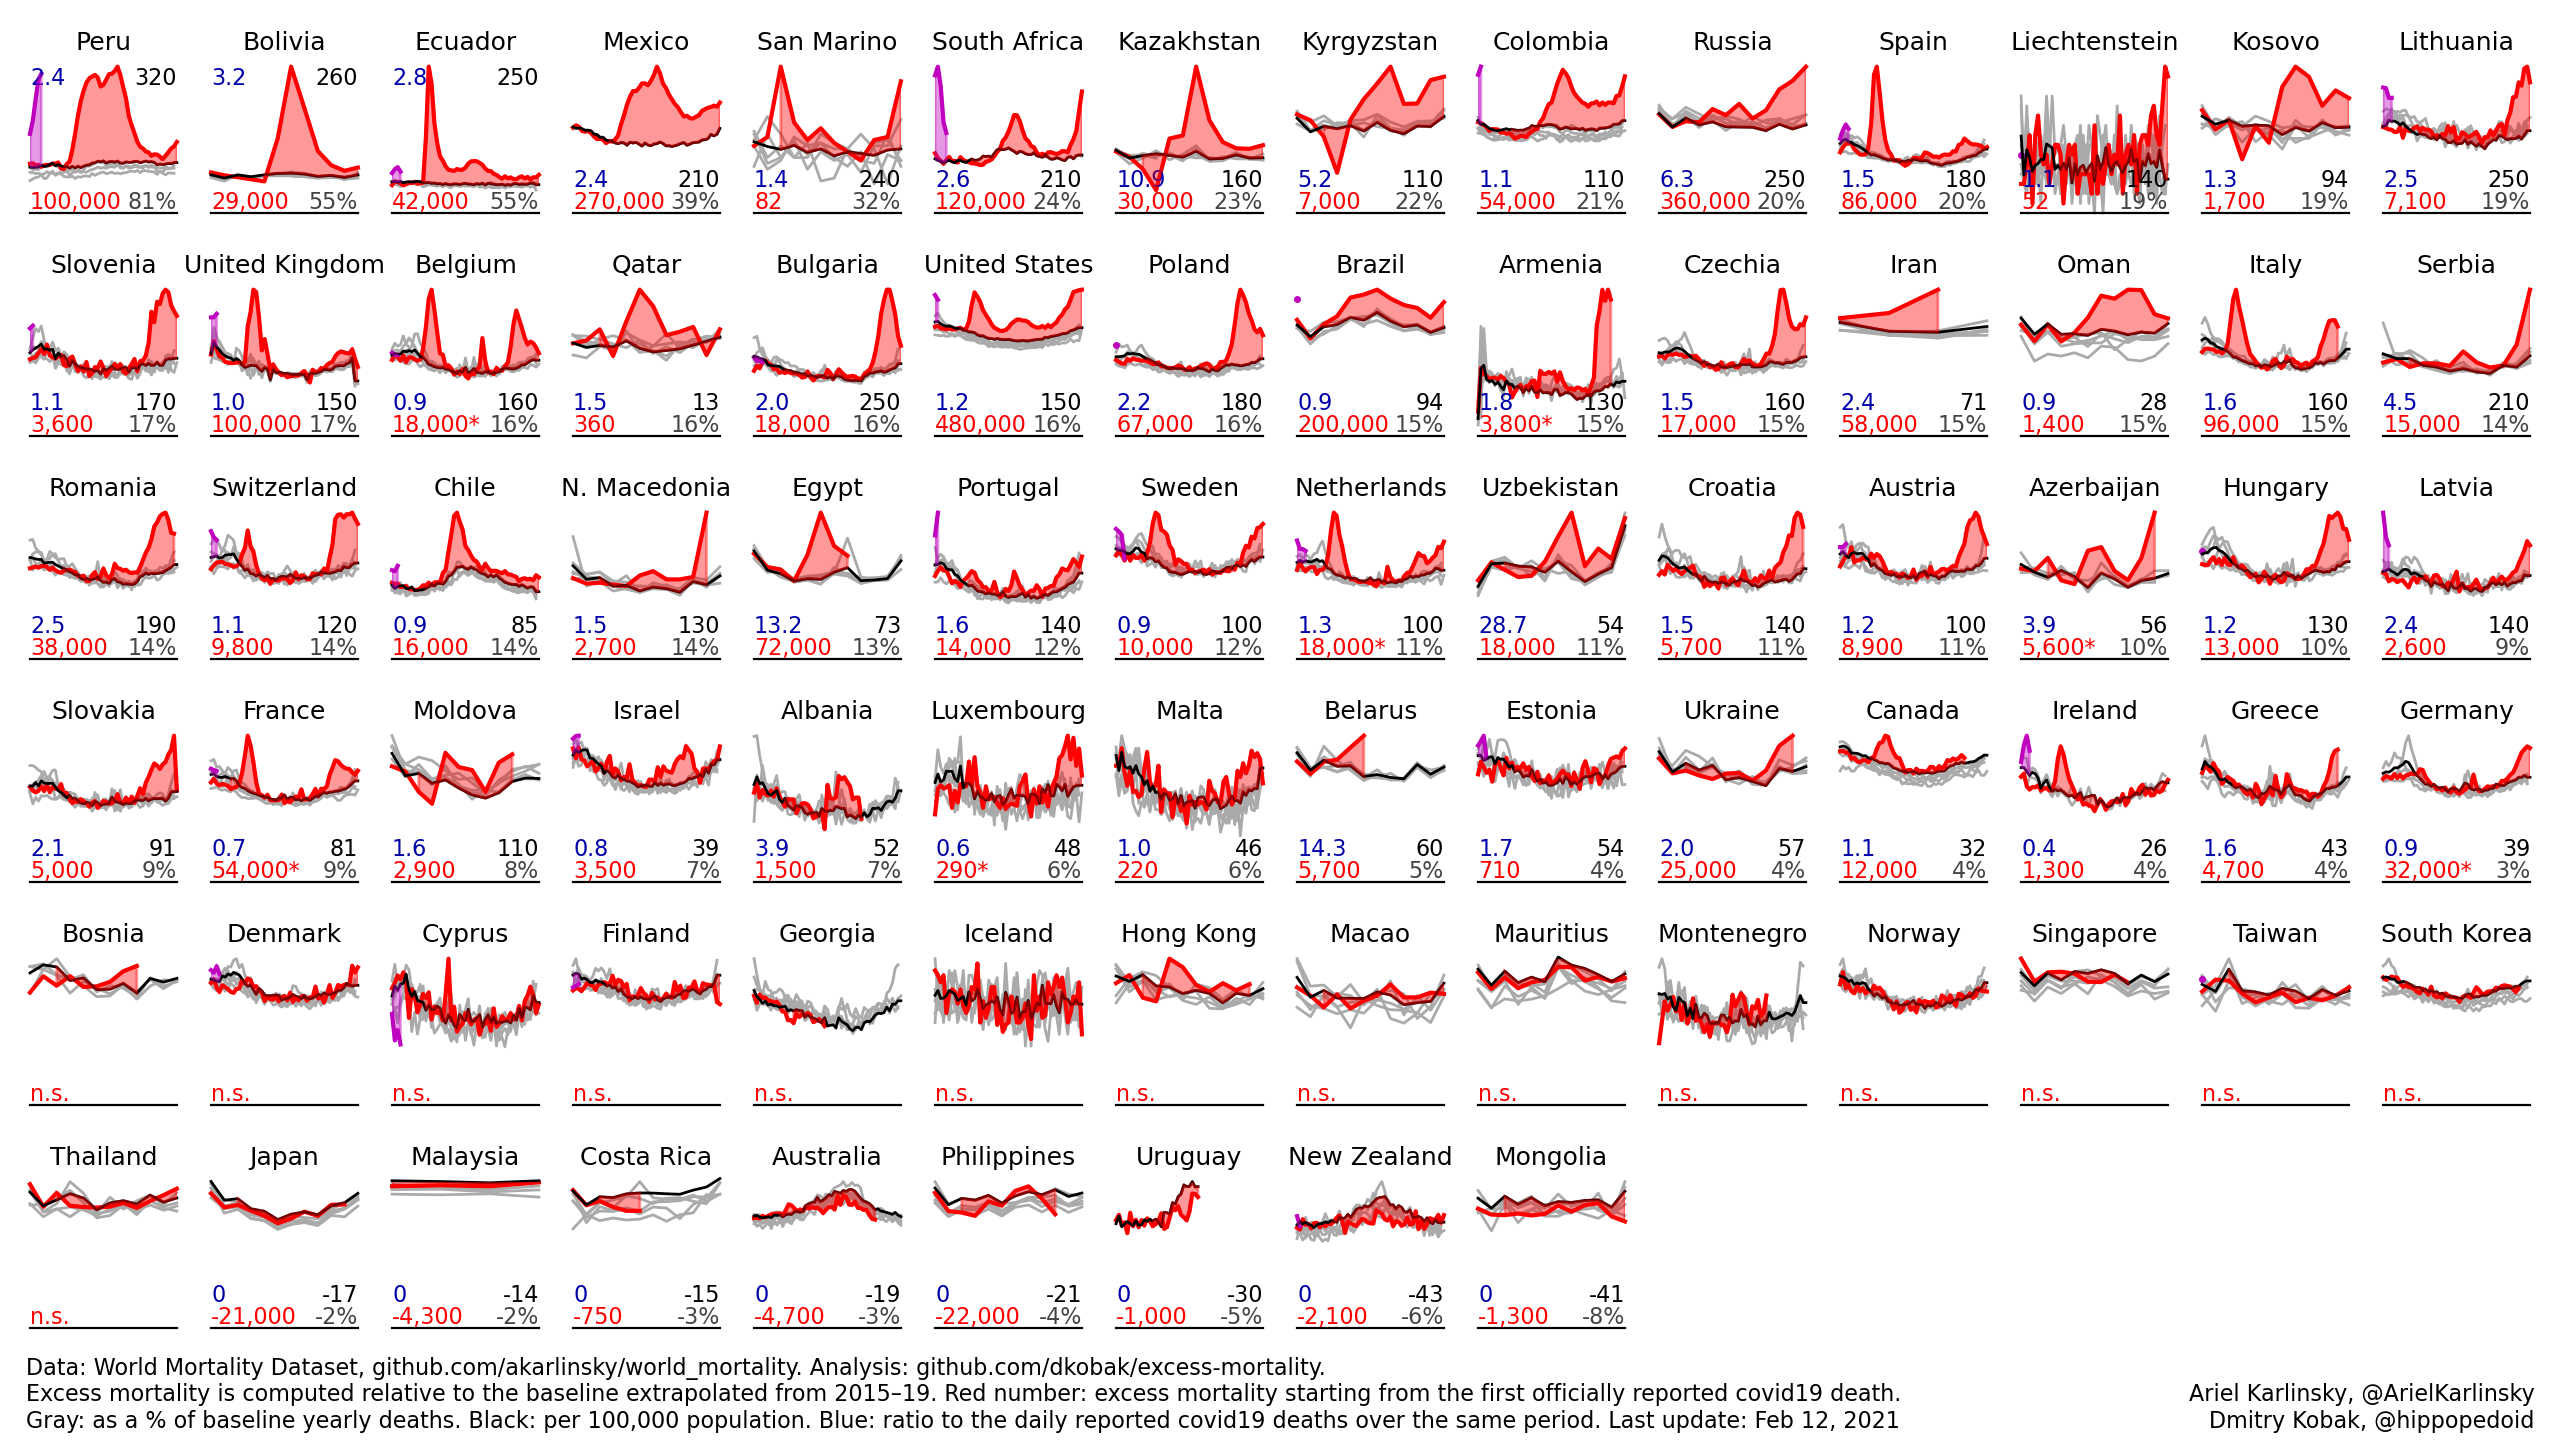 Peru Bolivia Ecuador Mexico San Marino South Africa Kazakhstan Kyrgyzstan Colombia Russia Spain Liechtenstein Kosovo Lithuania
2.4 320 3.2 260 2.8 250
2.4 210 1.4 240 2.6 210 10.9 160 5.2 110 1.1 110 6.3 250 1.5 180 1.1 140 1.3 94 2.5 250
100,000 81% 29,000 55% 42,000 55% 270,000 39% 82 32% 120,000 24% 30,000 23% 7,000 22% 54,000 21% 360,000 20% 86,000 20% 52 19% 1,700 19% 7,100 19%
Slovenia United Kingdom Belgium Qatar Bulgaria United States Poland Brazil Armenia Czechia Iran Oman Italy Serbia
1.1 170 1.0 150 0.9 160 1.5 13 2.0 250 1.2 150 2.2 180 0.9 94 1.8 130 1.5 160 2.4 71 0.9 28 1.6 160 4.5 210
3,600 17% 100,000 17% 18,000* 16% 360 16% 18,000 16% 480,000 16% 67,000 16% 200,000 15% 3,800* 15% 17,000 15% 58,000 15% 1,400 15% 96,000 15% 15,000 14%
Romania Switzerland Chile N. Macedonia Egypt Portugal Sweden Netherlands Uzbekistan Croatia Austria Azerbaijan Hungary Latvia
2.5 190 1.1 120 0.9 85 1.5 130 13.2 73 1.6 140 0.9 100 1.3 100 28.7 54 1.5 140 1.2 100 3.9 56 1.2 130 2.4 140
38,000 14% 9,800 14% 16,000 14% 2,700 14% 72,000 13% 14,000 12% 10,000 12% 18,000* 11% 18,000 11% 5,700 11% 8,900 11% 5,600* 10% 13,000 10% 2,600 9%
Slovakia France Moldova Israel Albania Luxembourg Malta Belarus Estonia Ukraine Canada Ireland Greece Germany
2.1 91 0.7 81 1.6 110 0.8 39 3.9 52 0.6 48 1.0 46 14.3 60 1.7 54 2.0 57 1.1 32 0.4 26 1.6 43 0.9 39
5,000 9% 54,000* 9% 2,900 8% 3,500 7% 1,500 7% 290* 6% 220 6% 5,700 5% 710 4% 25,000 4% 12,000 4% 1,300 4% 4,700 4% 32,000* 3%
Bosnia Denmark Cyprus Finland Georgia Iceland Hong Kong Macao Mauritius Montenegro Norway Singapore Taiwan South Korea
n.s. n.s. n.s. n.s. n.s. n.s. n.s. n.s. n.s. n.s. n.s. n.s. n.s. n.s.
Thailand Japan Malaysia Costa Rica Australia Philippines Uruguay New Zealand Mongolia
0 -17 0 -14 0 -15 0 -19 0 -21 0 -30 0 -43 0 -41
n.s. -21,000 -2% -4,300 -2% -750 -3% -4,700 -3% -22,000 -4% -1,000 -5% -2,100 -6% -1,300 -8%
Data: World Mortality Dataset, github.com/akarlinsky/world_mortality. Analysis: github.com/dkobak/excess-mortality.
Excess mortality is computed relative to the baseline extrapolated from 2015–19. Red number: excess mortality starting from the first officially reported covid19 death.
Gray: as a % of baseline yearly deaths. Black: per 100,000 population. Blue: ratio to the daily reported covid19 deaths over the same period. Last update: Feb 12, 2021
Ariel Karlinsky, @ArielKarlinsky
Dmitry Kobak, @hippopedoid